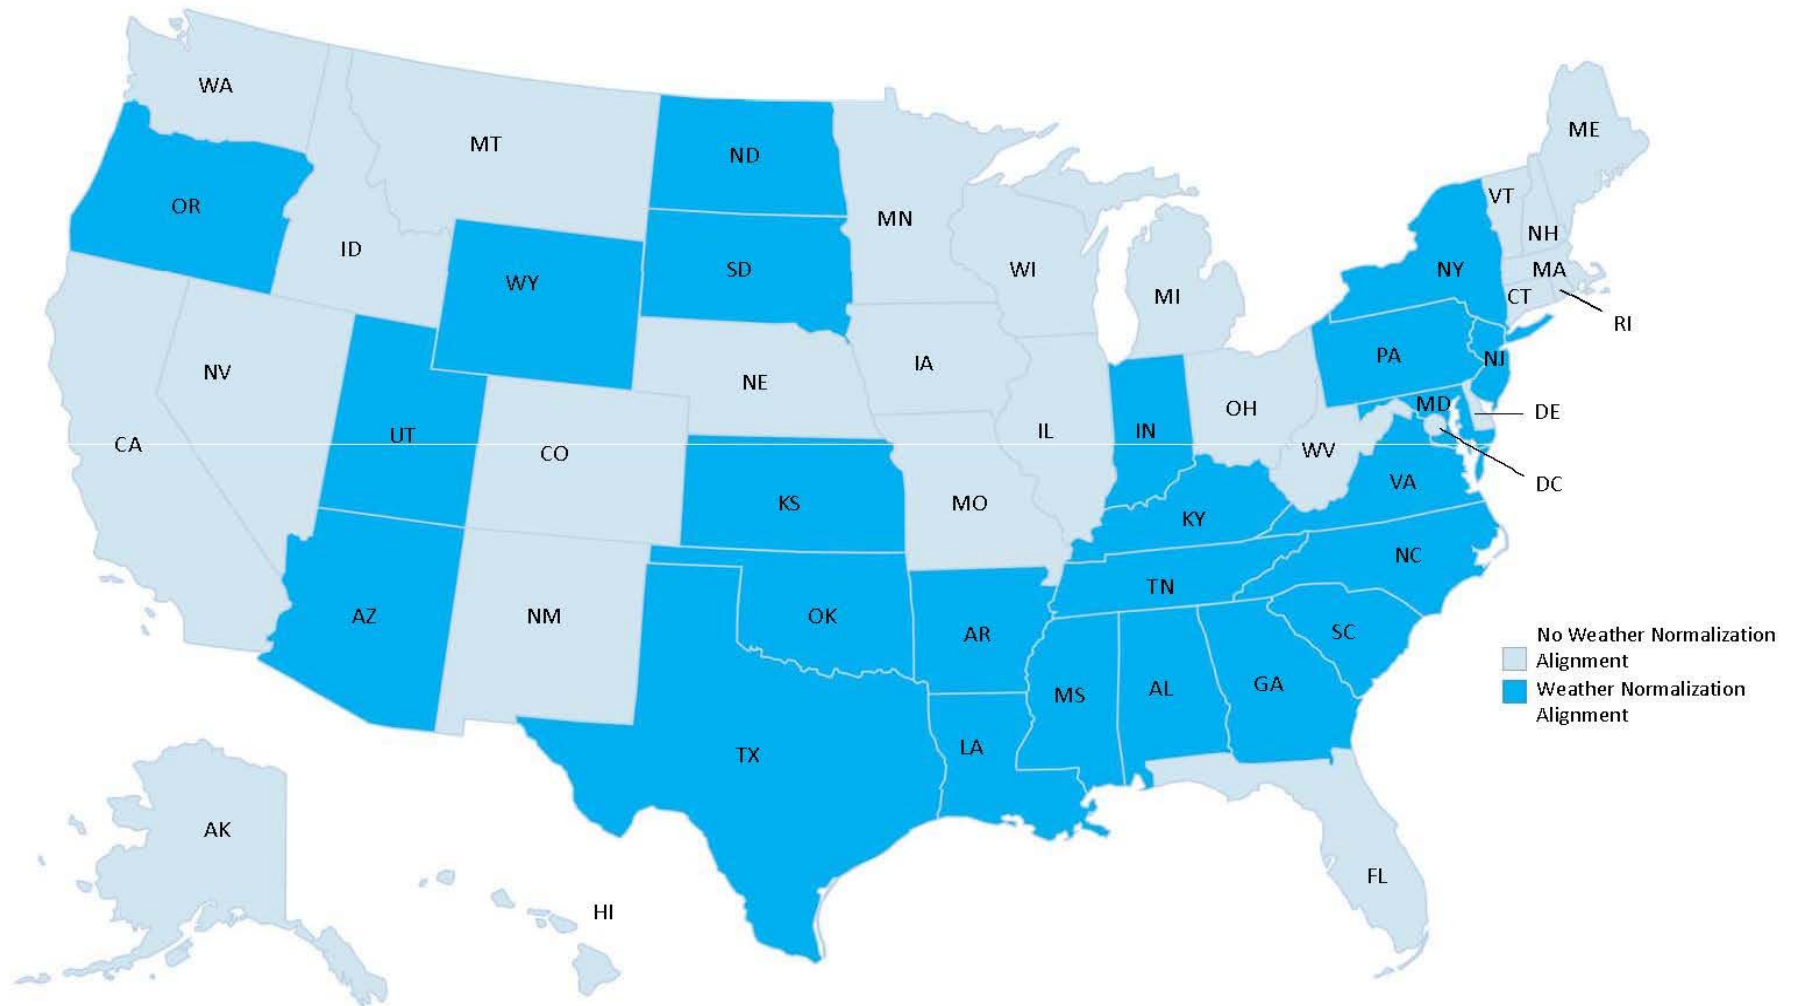 WA
MT
ND
ME
OR
VT
MN
NH
ID
SD
WI
NY
MA
WY
MI
CT
RI
PA
NJ
IA
NV
NE
MD
DE
OH
IL
IN
UT
CA
CO
WV
VA
DC
KS
MO
KY
NC
TN
AZ
NM
OK
AR
SC
No Weather Normalization
Alignment
GA
AL
MS
Weather Normalization
Alignment
LA
TX
AK
FL
HI